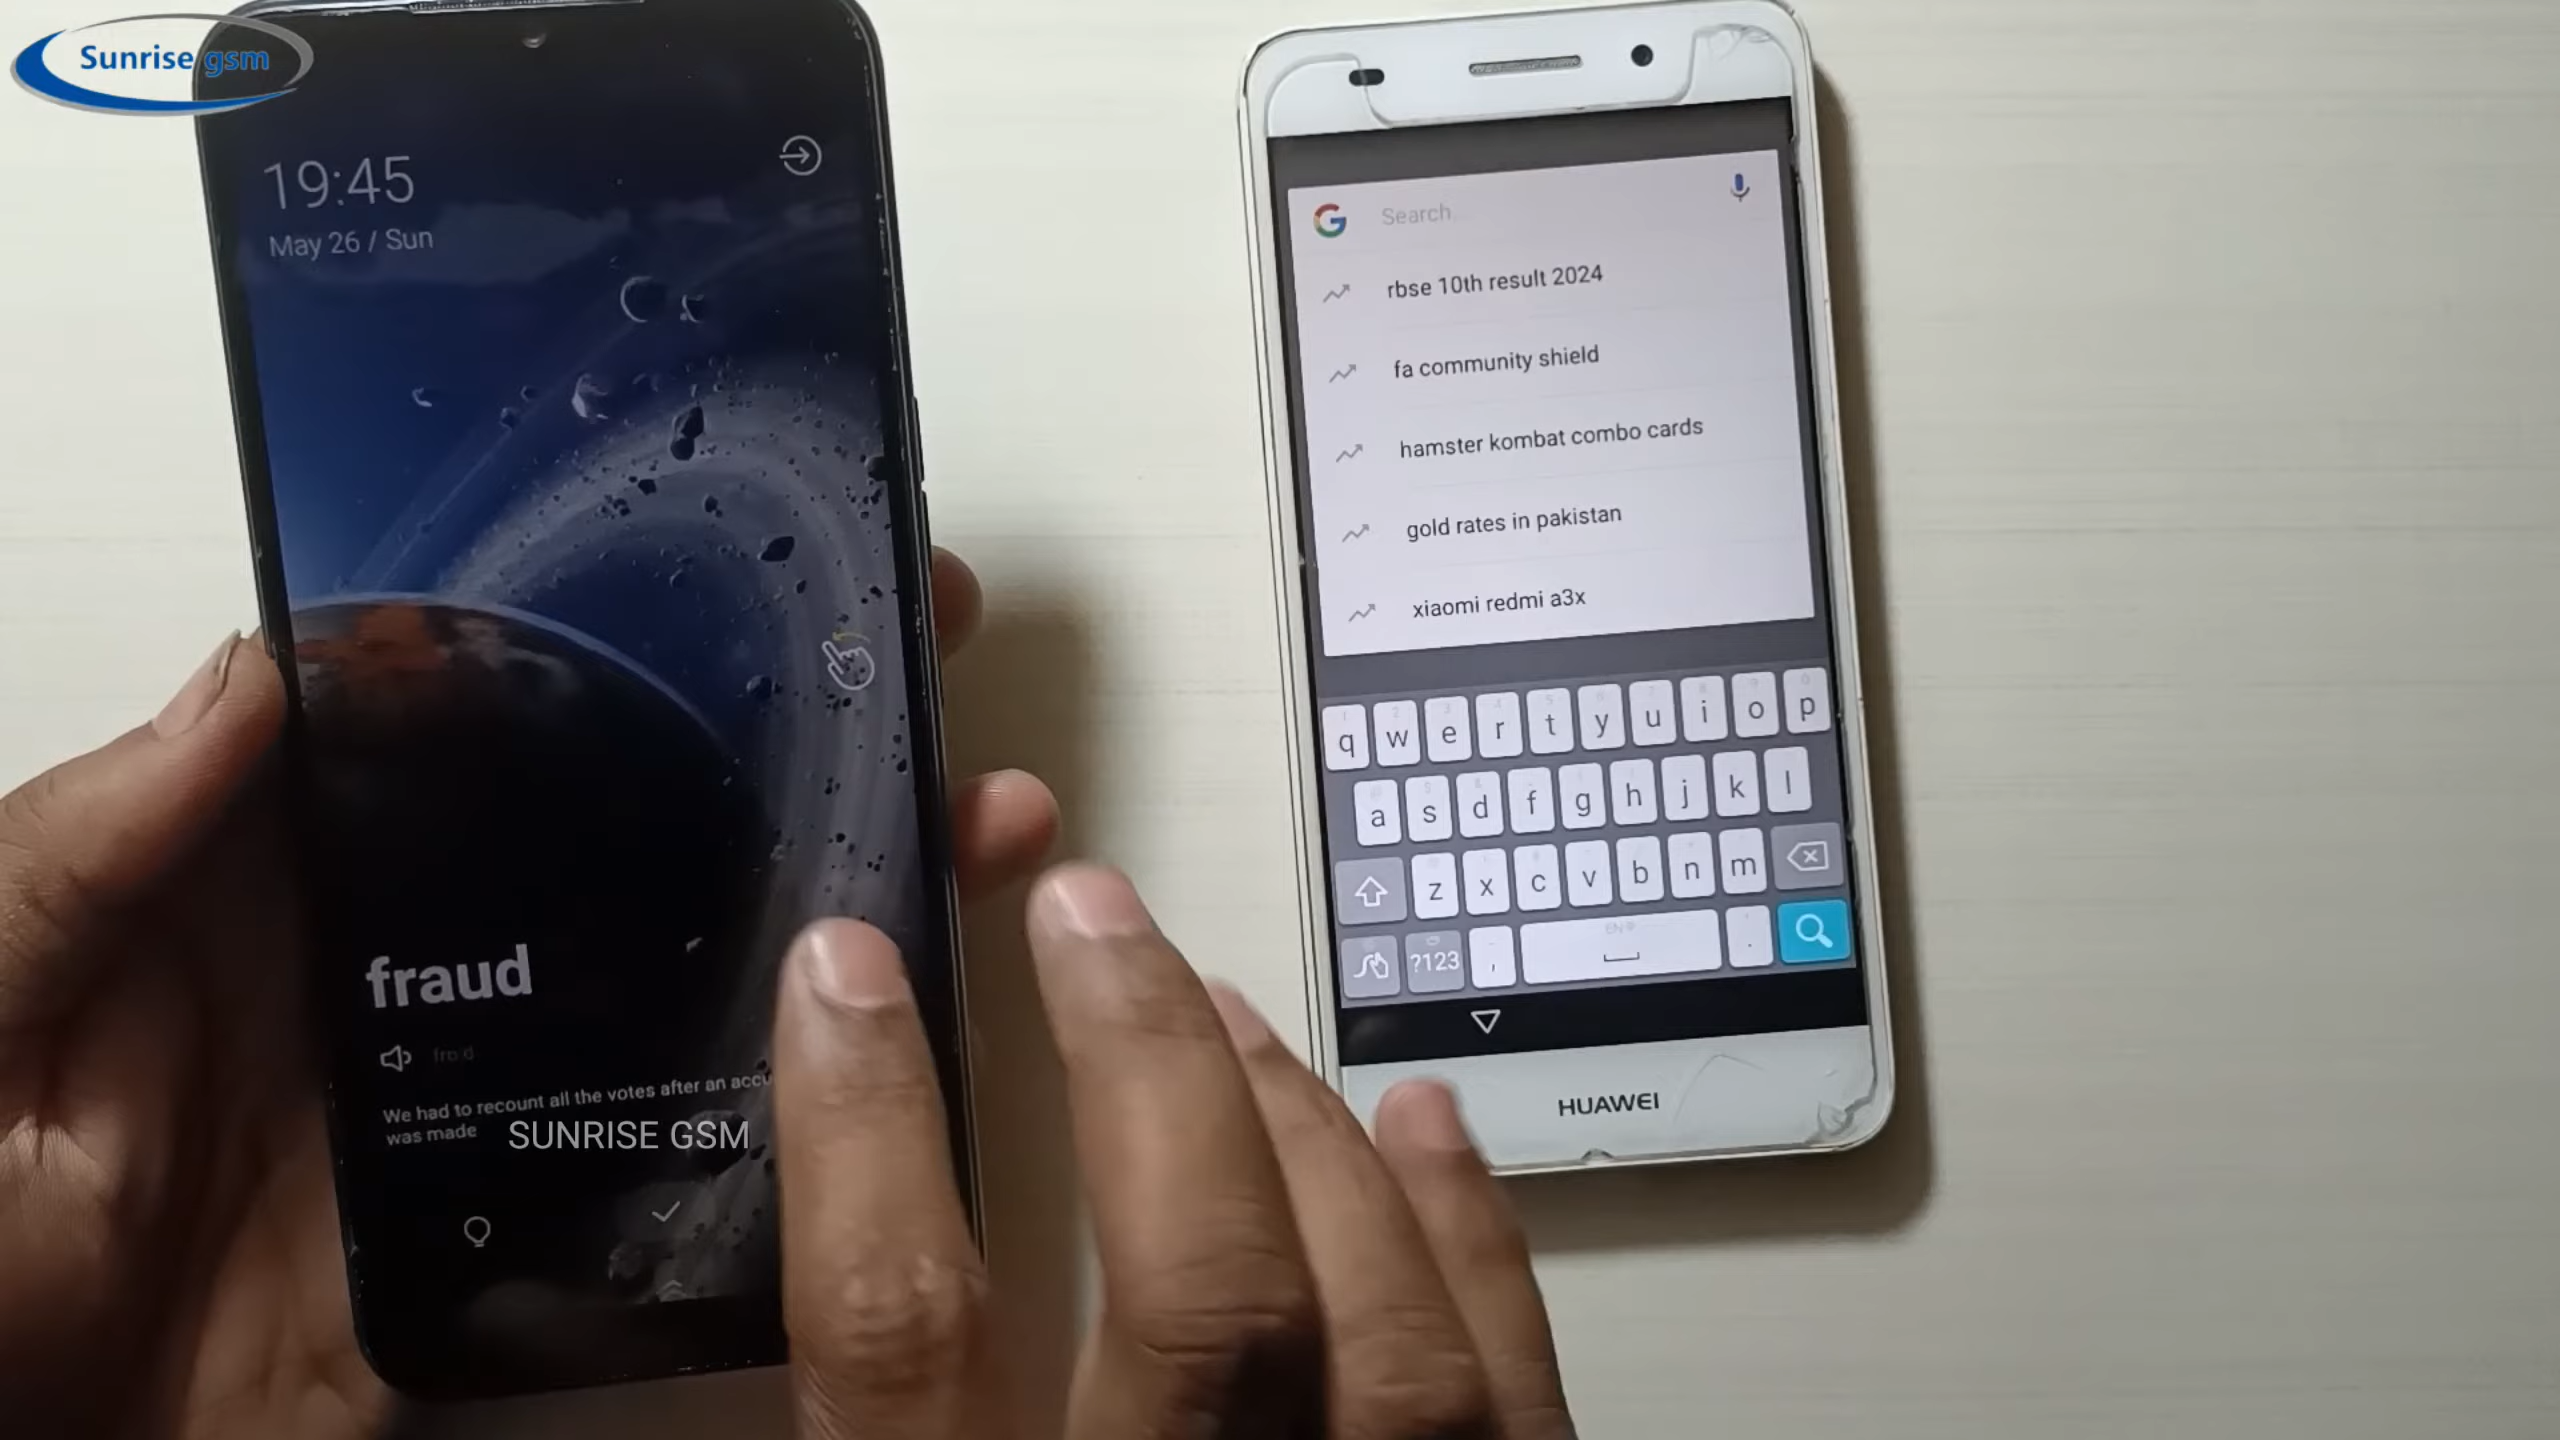 Sunrise gsm
19:45
May 26 / Sun
fraud
We had to recount all the votes after an accu
was made
SUNRISE GSM
Search
rbse 10th result 2024
fa community shield
hamster kombat combo cards
gold rates in pakistan
xiaomi redmi a3x
q w e r t y u i o p
a s d f g h j k l
z x c v b n m
?123 , .
HUAWEI